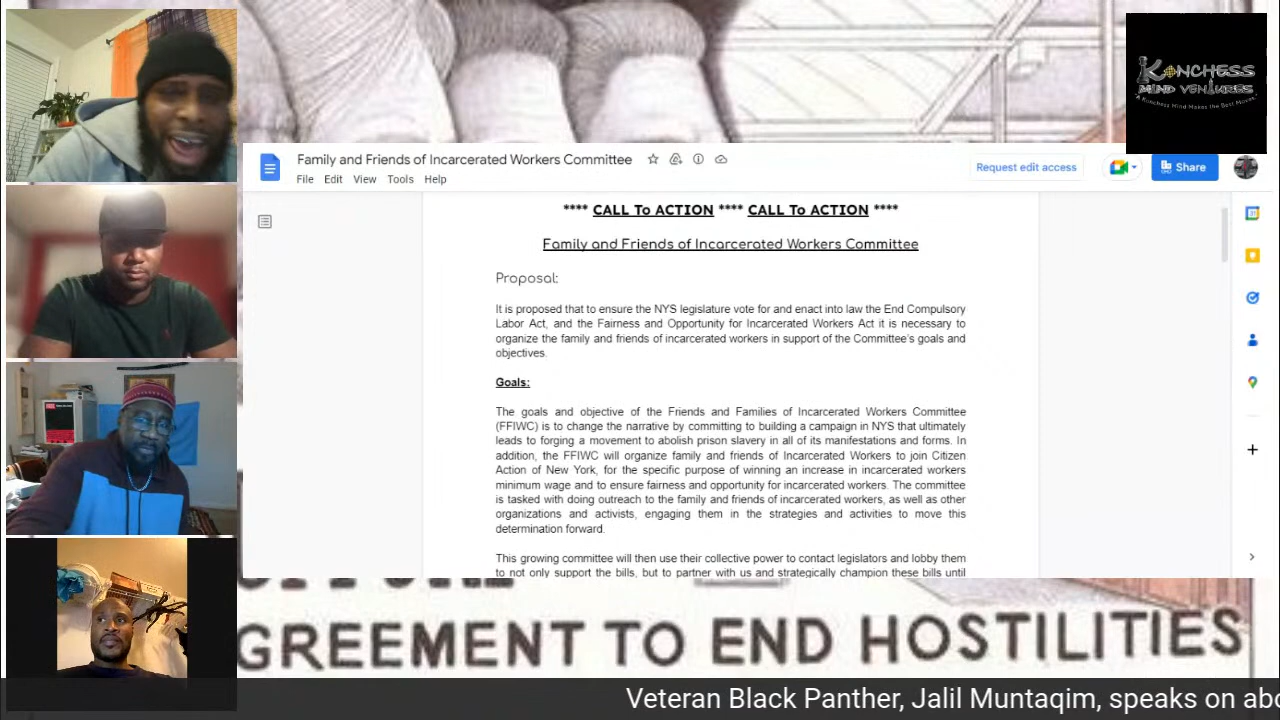 KONCHESS
MIND VENTURES
"A Konchess Mind Makes the Best Moves."
Family and Friends of Incarcerated Workers Committee
File Edit View Tools Help
Request edit access
Share
**** CALL To ACTION **** CALL To ACTION ****
Family and Friends of Incarcerated Workers Committee
Proposal:
It is proposed that to ensure the NYS legislature vote for and enact into law the End Compulsory
Labor Act, and the Fairness and Opportunity for Incarcerated Workers Act it is necessary to
organize the family and friends of incarcerated workers in support of the Committee's goals and
objectives.
Goals:
The goals and objective of the Friends and Families of Incarcerated Workers Committee
(FFIWC) is to change the narrative by committing to building a campaign in NYS that ultimately
leads to forging a movement to abolish prison slavery in all of its manifestations and forms. In
addition, the FFIWC will organize family and friends of Incarcerated Workers to join Citizen
Action of New York, for the specific purpose of winning an increase in incarcerated workers
minimum wage and to ensure fairness and opportunity for incarcerated workers. The committee
is tasked with doing outreach to the family and friends of incarcerated workers, as well as other
organizations and activists, engaging them in the strategies and activities to move this
determination forward.
This growing committee will then use their collective power to contact legislators and lobby them
to not only support the bills, but to partner with us and strategically champion these bills until
GREEMENT TO END HOSTILITIES
Veteran Black Panther, Jalil Muntaqim, speaks on abo